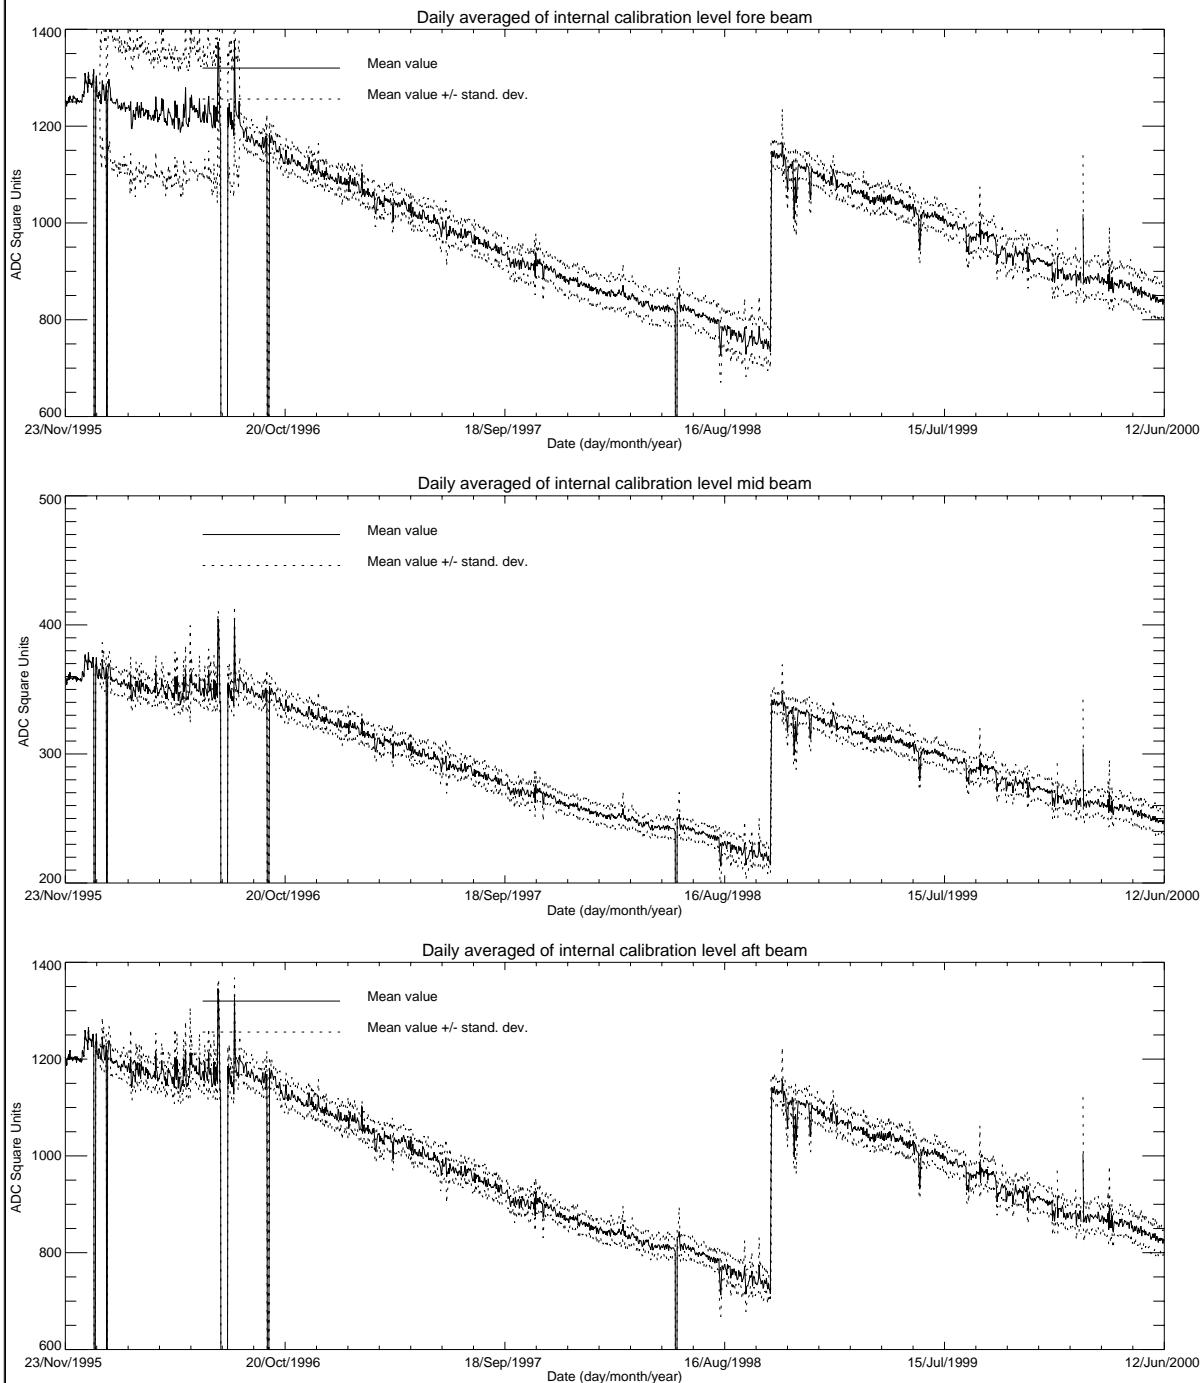 Daily averaged of internal calibration level fore beam
1400
1200
1000
800
600
ADC Square Units
Mean value
Mean value +/- stand. dev.
23/Nov/1995 20/Oct/1996 18/Sep/1997 16/Aug/1998 15/Jul/1999 12/Jun/2000
Date (day/month/year)
Daily averaged of internal calibration level mid beam
500
400
300
200
ADC Square Units
Mean value
Mean value +/- stand. dev.
23/Nov/1995 20/Oct/1996 18/Sep/1997 16/Aug/1998 15/Jul/1999 12/Jun/2000
Date (day/month/year)
Daily averaged of internal calibration level aft beam
1400
1200
1000
800
600
ADC Square Units
Mean value
Mean value +/- stand. dev.
23/Nov/1995 20/Oct/1996 18/Sep/1997 16/Aug/1998 15/Jul/1999 12/Jun/2000
Date (day/month/year)